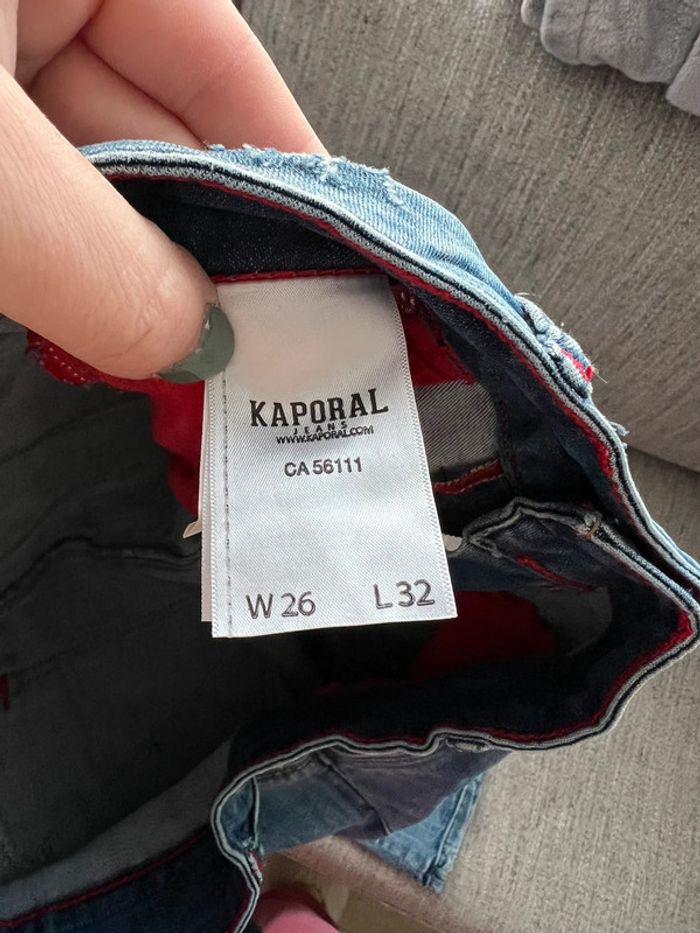 KAPORAL
JEANS
WWW.KAPORAL.COM
CA 56111
W 26 L 32